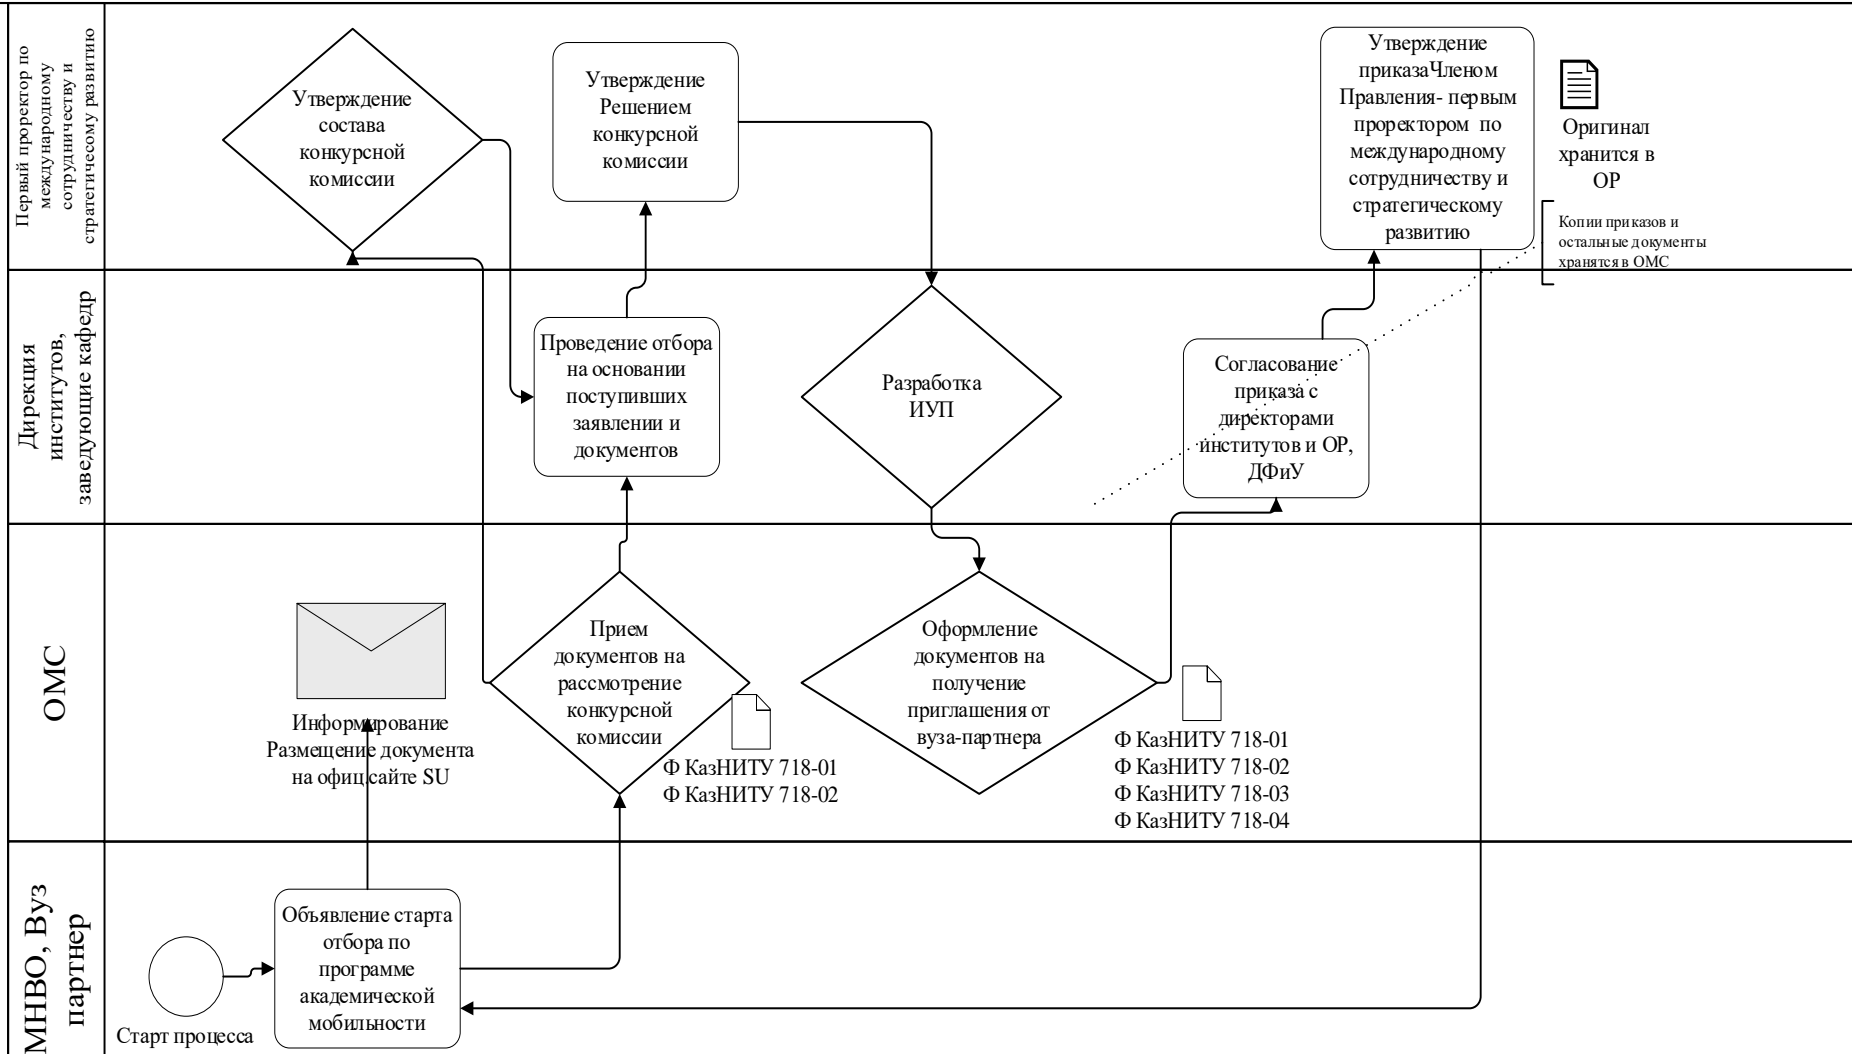 Первый проректор по
международному
сотрудничеству и
стратегичесому развитию
Утверждение
состава
конкурсной
комиссии
Утверждение
Решением
конкурсной
комиссии
Утверждение
приказаЧленом
Правления- первым
проректором по
международному
сотрудничеству и
стратегическому
развитию
Оригинал
хранится в
ОР
Копии приказов и
остальные документы
хранятся в ОМС
Дирекция
институтов,
заведующие кафедр
Проведение отбора
на основании
поступивших
заявлении и
документов
Разработка
ИУП
Согласование
приказа с
директорами
институтов и ОР,
ДФиУ
ОМС
Информирование
Размещение документа
на офиц.сайте SU
Прием
документов на
рассмотрение
конкурсной
комиссии
Ф КазНИТУ 718-01
Ф КазНИТУ 718-02
Оформление
документов на
получение
приглашения от
вуза-партнера
Ф КазНИТУ 718-01
Ф КазНИТУ 718-02
Ф КазНИТУ 718-03
Ф КазНИТУ 718-04
МНВО, Вуз
партнер
Старт процесса
Объявление старта
отбора по
программе
академической
мобильности